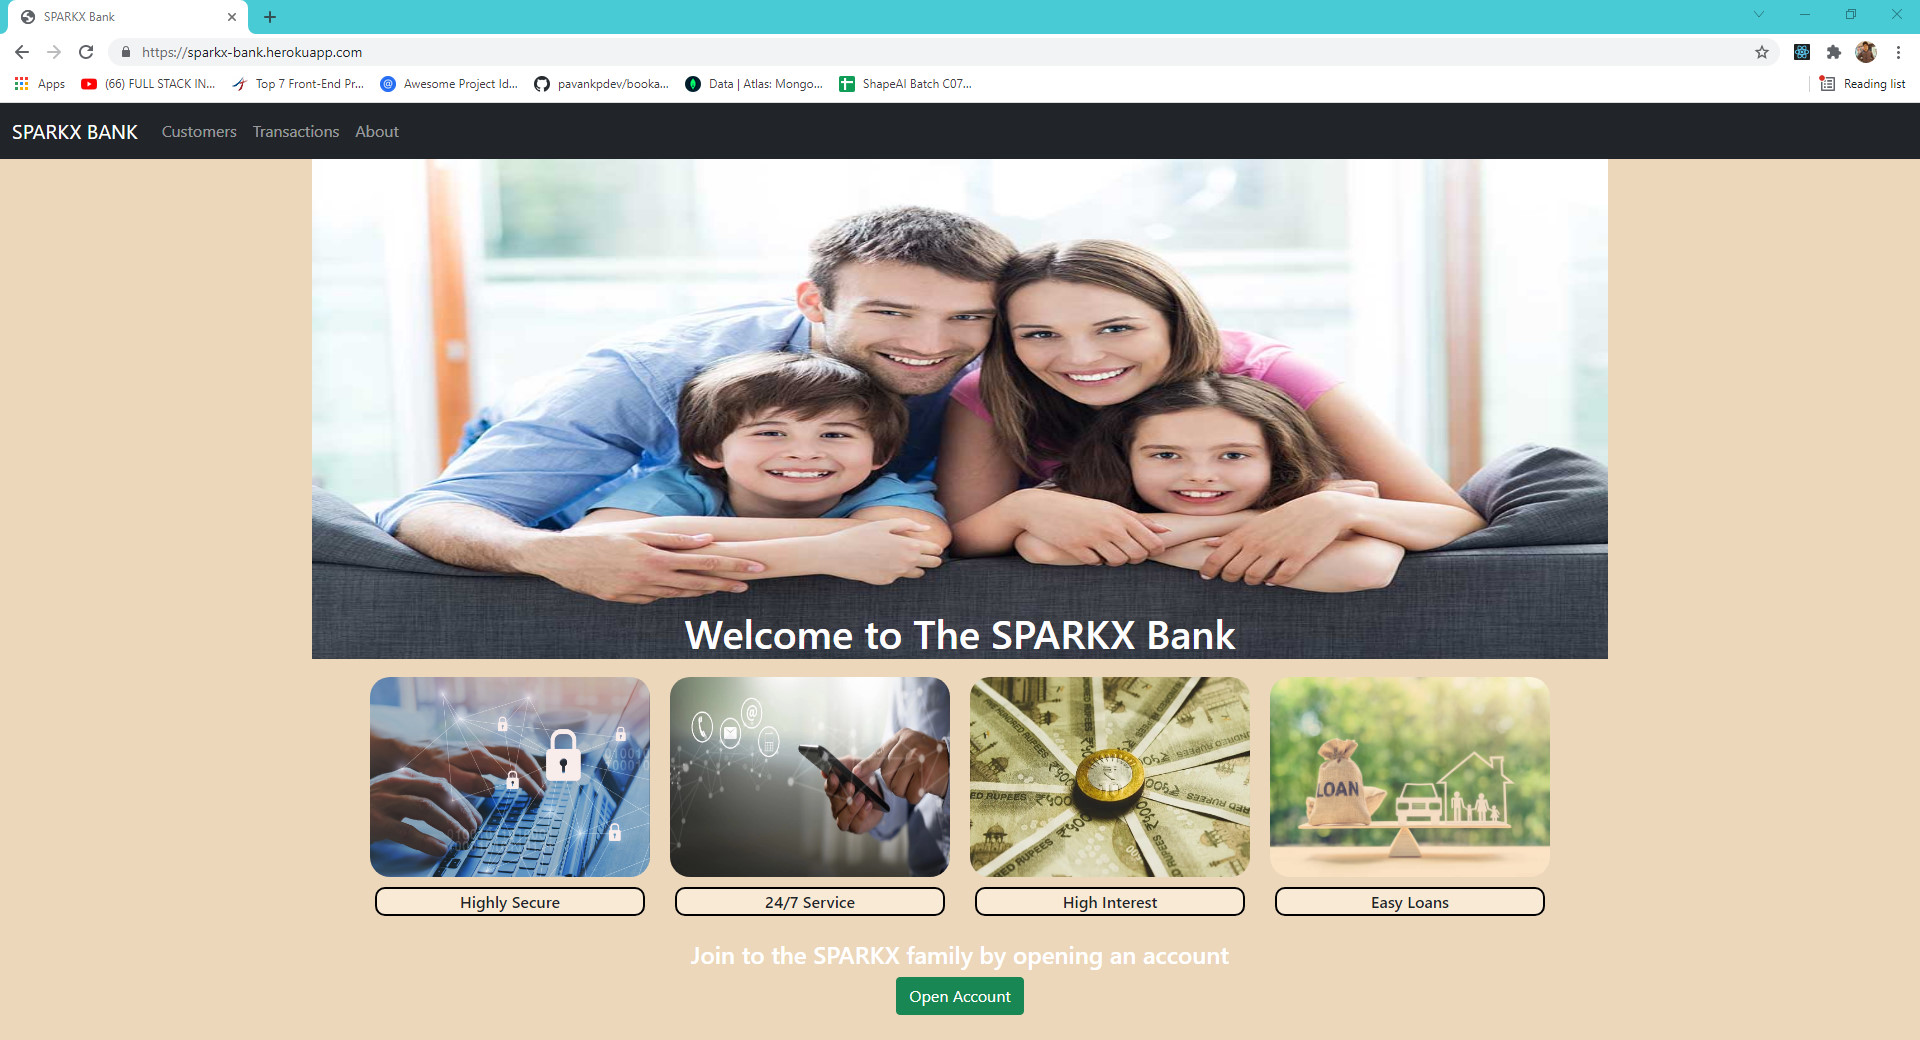 SPARKX Bank
https://sparkx-bank.herokuapp.com
Apps (66) FULL STACK IN... Top 7 Front-End Pr... Awesome Project Id... pavankpdev/booka... Data | Atlas: Mongo... ShapeAI Batch C07... Reading list
SPARKX BANK Customers Transactions About
Welcome to The SPARKX Bank
LOAN
Highly Secure 24/7 Service High Interest Easy Loans
Join to the SPARKX family by opening an account
Open Account